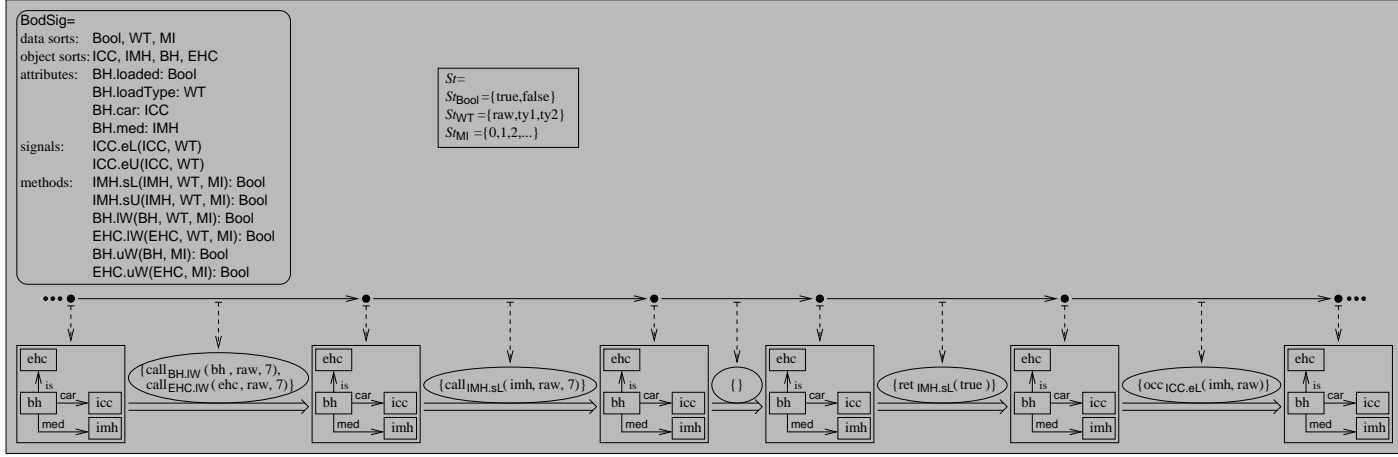 BodSig=
data sorts: Bool, WT, MI
object sorts: ICC, IMH, BH, EHC
attributes: BH.loaded: Bool
BH.loadType: WT
BH.car: ICC
BH.med: IMH
signals: ICC.eL(ICC, WT)
ICC.eU(ICC, WT)
methods: IMH.sL(IMH, WT, MI): Bool
IMH.sU(IMH, WT, MI): Bool
BH.lW(BH, WT, MI): Bool
EHC.lW(EHC, WT, MI): Bool
BH.uW(BH, MI): Bool
EHC.uW(EHC, MI): Bool
St=
StBool={true,false}
StWT={raw,ty1,ty2}
StMI={0,1,2,...}
ehc
is
bh
car
icc
med
imh
{callBH.lW(bh, raw, 7),
callEHC.lW(ehc, raw, 7)}
ehc
is
bh
car
icc
med
imh
{callIMH.sL(imh, raw, 7)}
ehc
is
bh
car
icc
med
imh
{}
ehc
is
bh
car
icc
med
imh
{ret IMH.sL(true)}
ehc
is
bh
car
icc
med
imh
{occ ICC.eL(imh, raw)}
ehc
is
bh
car
icc
med
imh